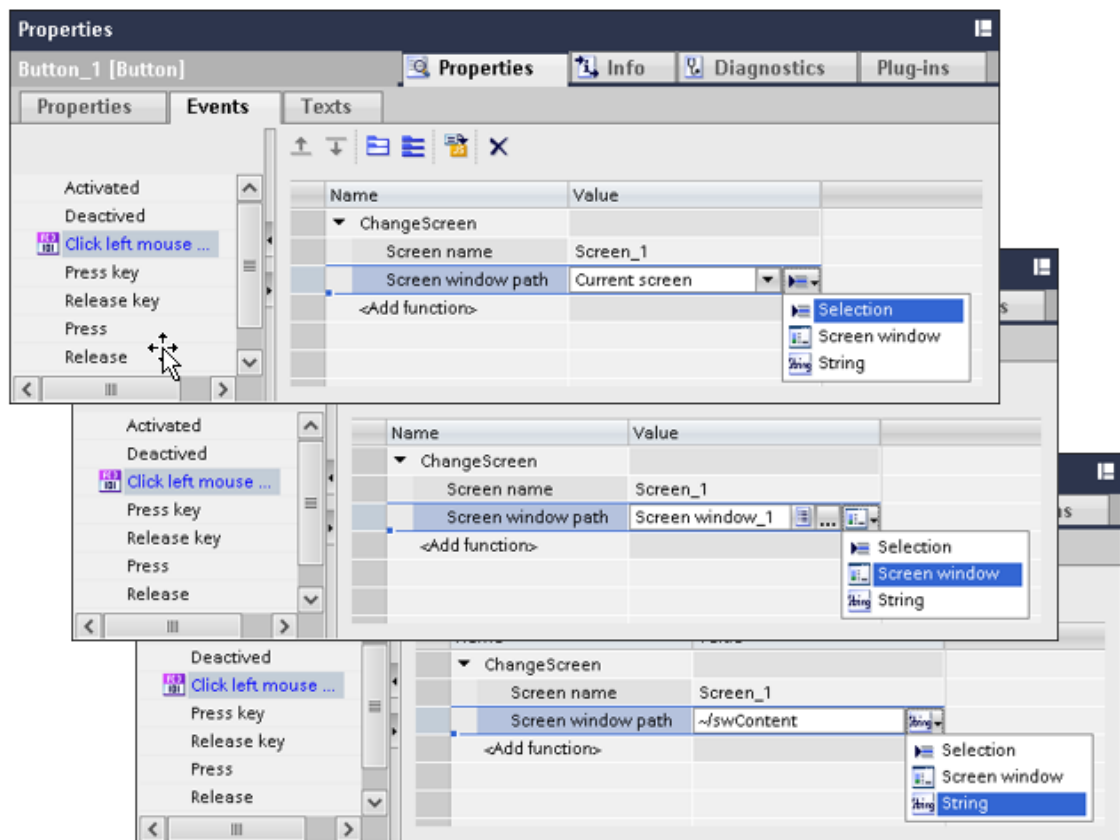 Properties
Button_1 [Button]
Properties
Info
Diagnostics
Plug-ins
Properties
Events
Texts
Activated
Deactived
Click left mouse ...
Press key
Release key
Press
Release
Name
Value
ChangeScreen
Screen name
Screen_1
Screen window path
Current screen
<Add function>
Selection
Screen window
String
s
Activated
Deactived
Click left mouse ...
Press key
Release key
Press
Release
Name
Value
ChangeScreen
Screen name
Screen_1
Screen window path
Screen window_1
...
<Add function>
Selection
Screen window
String
s
Deactived
Click left mouse ...
Press key
Release key
Press
Release
ChangeScreen
Screen name
Screen_1
Screen window path
~/swContent
<Add function>
Selection
Screen window
String